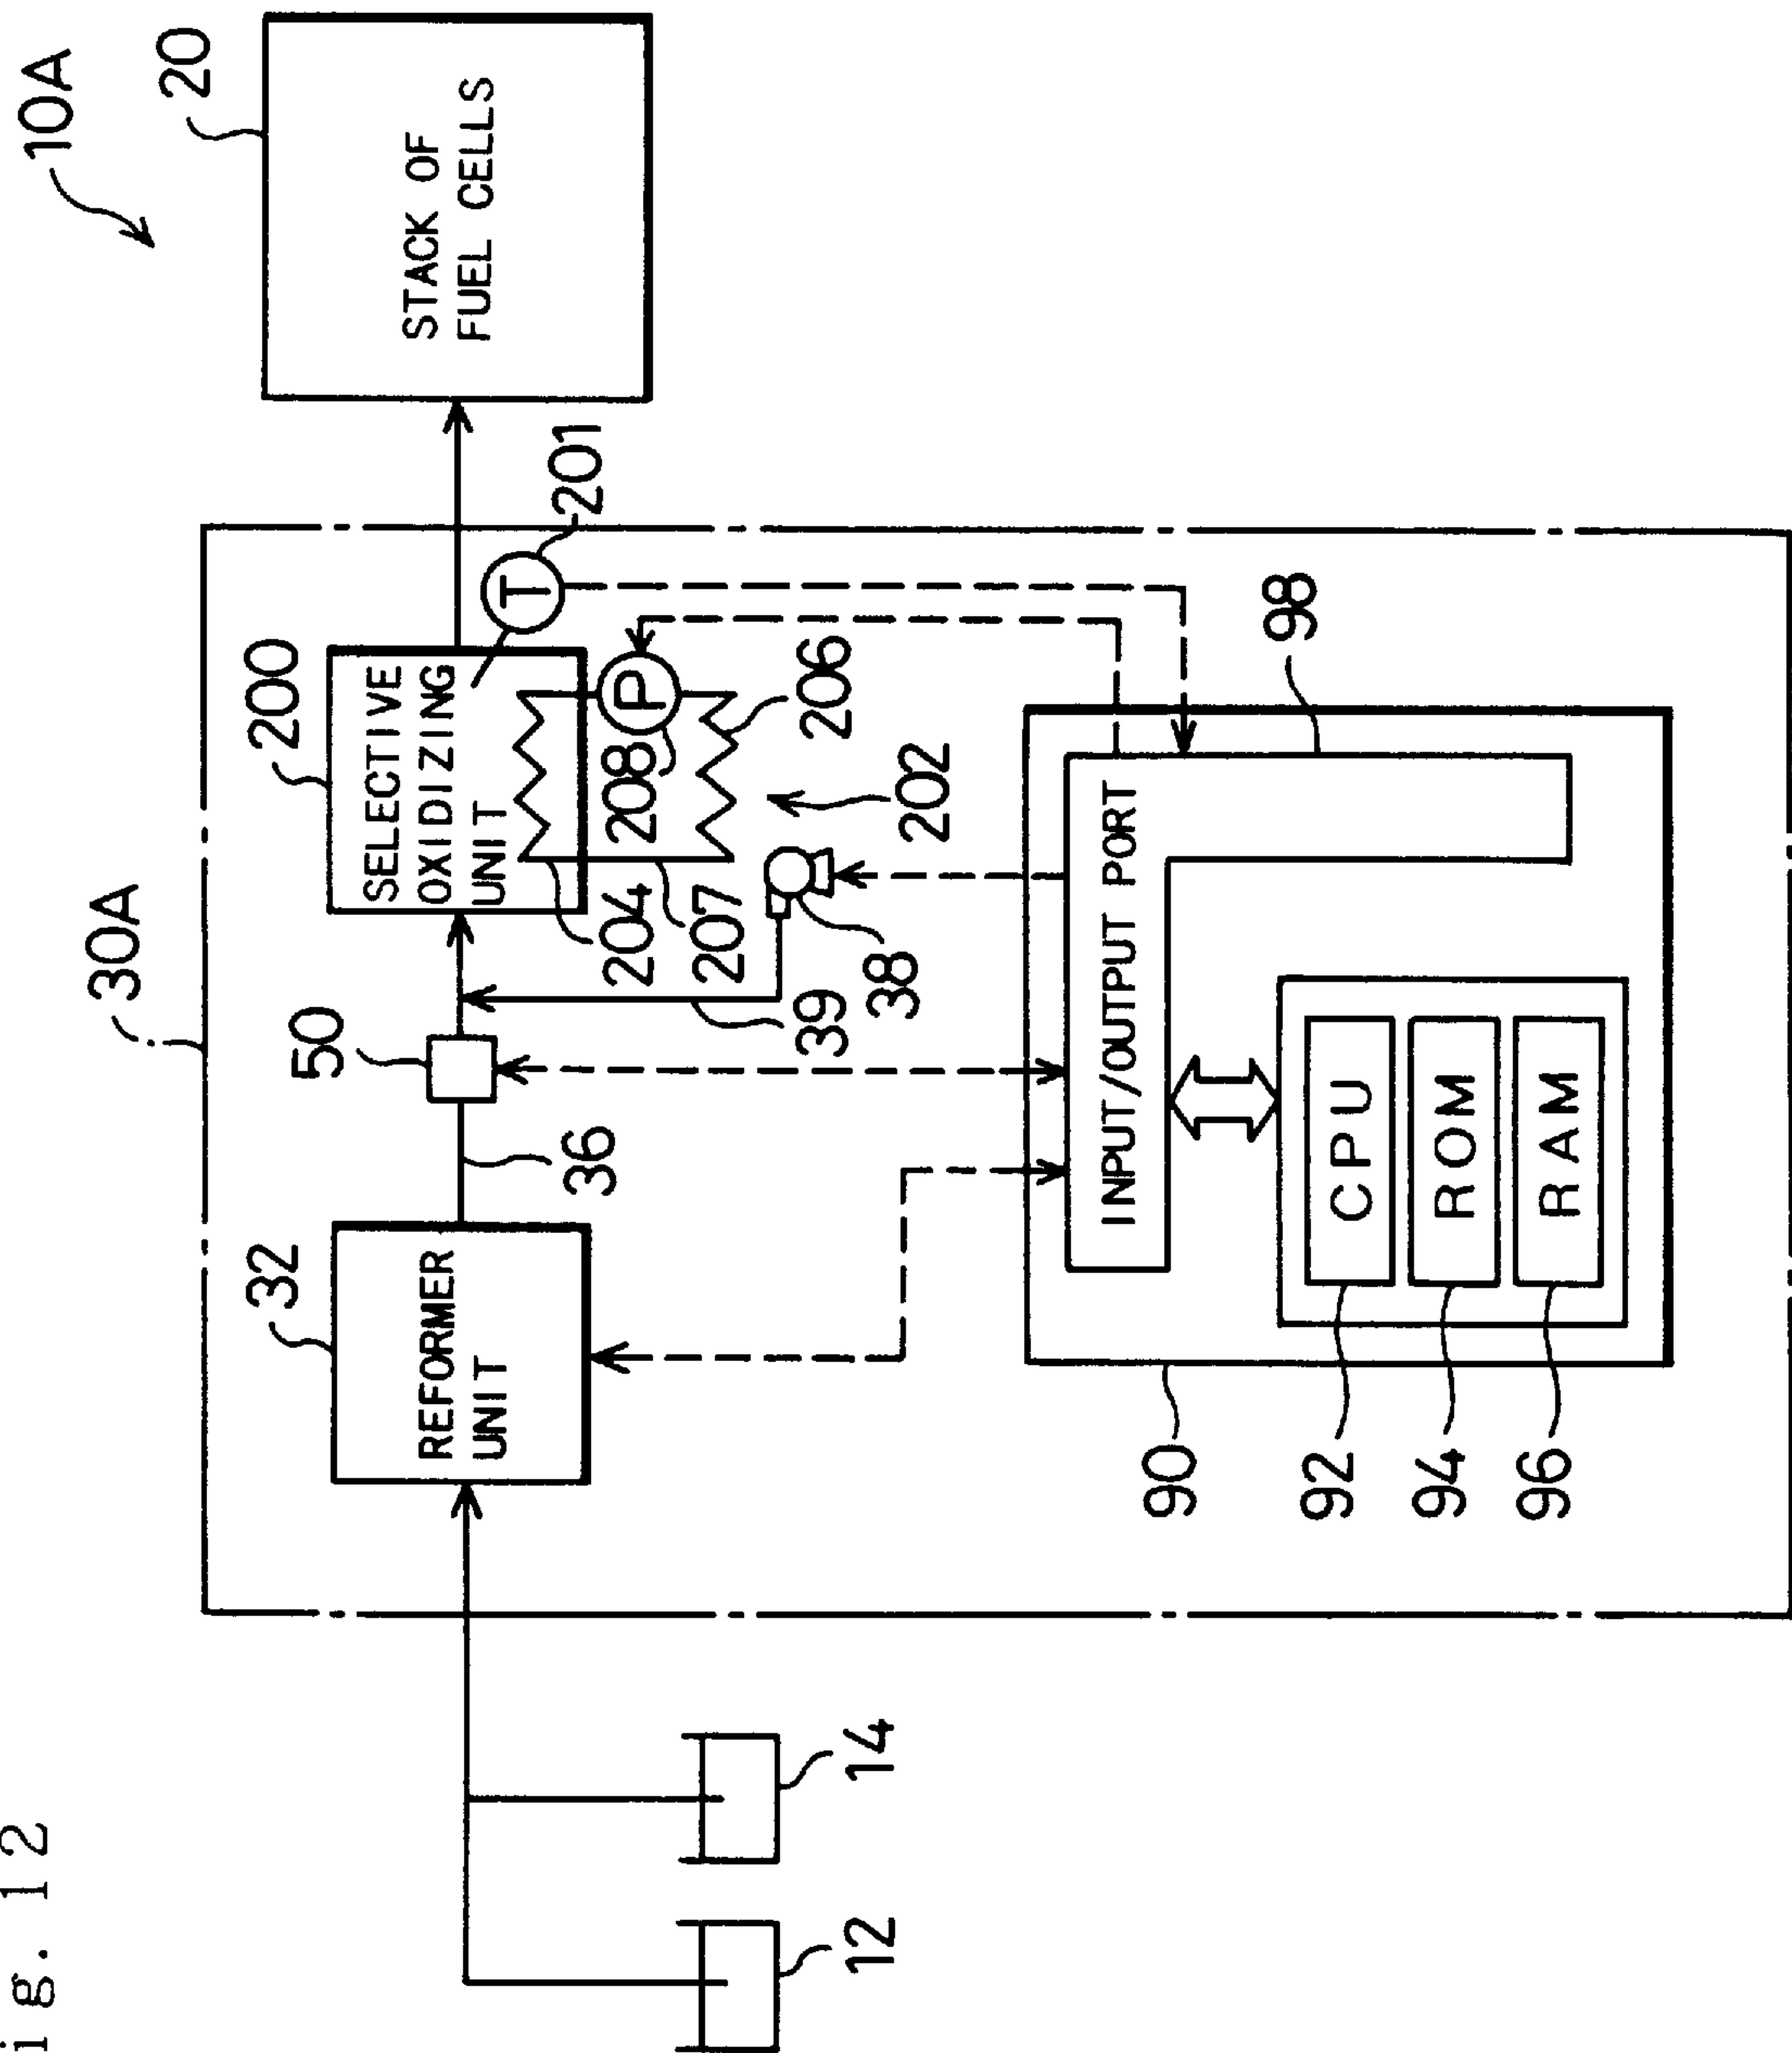 ig. 12
10A
30A
20
STACK OF
FUEL CELLS
32
REFORMER
UNIT
36
50
200
SELECTIVE
OXIDIZING
UNIT
T
201
P
208
204
207
206
202
39
38
12
14
90
INPUT/OUTPUT PORT
98
CPU
ROM
RAM
92
94
96